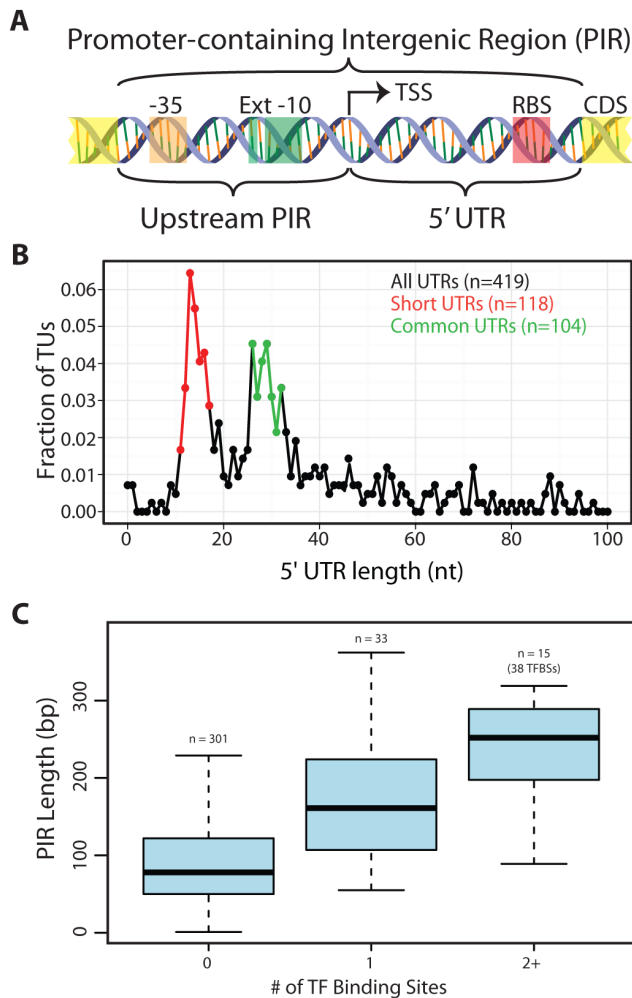 A
Promoter-containing Intergenic Region (PIR)
TSS
-35
Ext -10
RBS
CDS
Upstream PIR
5' UTR
B
All UTRs (n=419)
Short UTRs (n=118)
Common UTRs (n=104)
Fraction of TUs
0.06
0.05
0.04
0.03
0.02
0.01
0.00
0
20
40
60
80
100
5' UTR length (nt)
C
n = 33
n = 15
(38 TFBSs)
n = 301
PIR Length (bp)
300
200
100
0
0
1
2+
# of TF Binding Sites